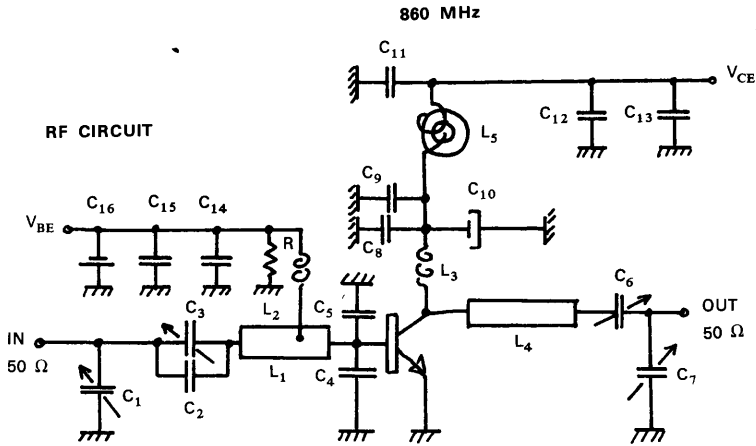 860 MHz
C11
VCE
C12
C13
RF CIRCUIT
L5
C9
C10
C16
C15
C14
VBE
R
C8
L3
C6
C3
L2
C5
OUT
50 Ω
IN
50 Ω
L4
L1
C4
C1
C2
C7